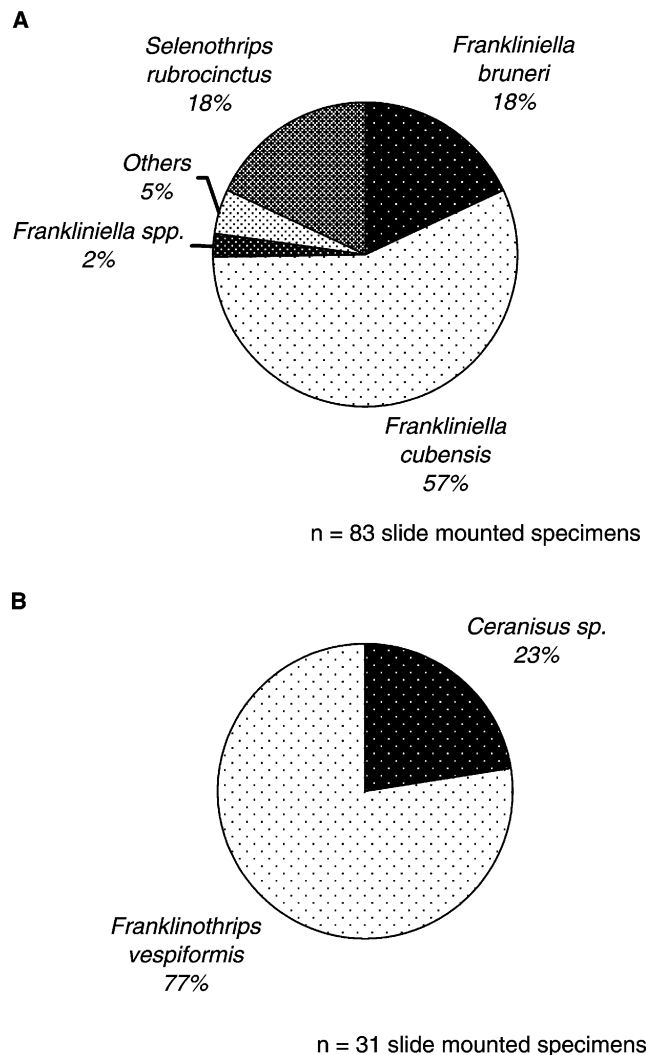 A
Selenothrips
rubrocinctus
18%
Frankliniella
bruneri
18%
Others
5%
Frankliniella spp.
2%
Frankliniella
cubensis
57%
n = 83 slide mounted specimens
B
Ceranisus sp.
23%
Franklinothrips
vespiformis
77%
n = 31 slide mounted specimens